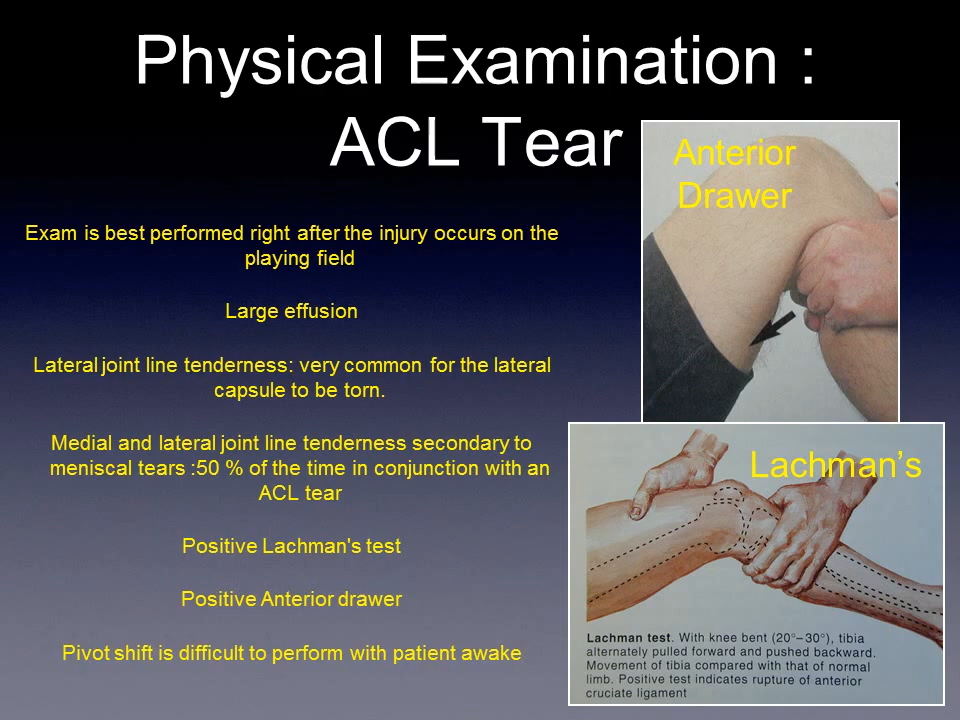 Physical Examination :
ACL Tear
Anterior
Drawer
Exam is best performed right after the injury occurs on the
playing field
Large effusion
Lateral joint line tenderness: very common for the lateral
capsule to be torn.
Medial and lateral joint line tenderness secondary to
meniscal tears :50 % of the time in conjunction with an
ACL tear
Positive Lachman's test
Positive Anterior drawer
Pivot shift is difficult to perform with patient awake
Lachman’s
Lachman test. With knee bent (20°–30°), tibia
alternately pulled forward and pushed backward.
Movement of tibia compared with that of normal
limb. Positive test indicates rupture of anterior
cruciate ligament